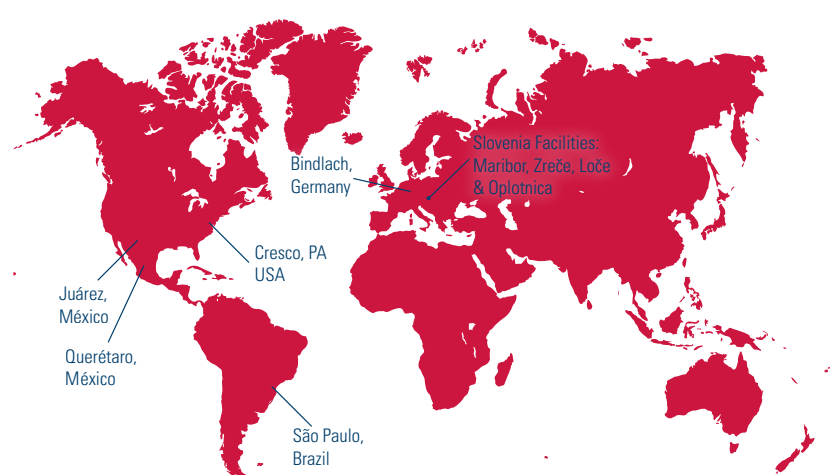 Slovenia Facilities:
Maribor, Zreče, Loče
& Oplotnica
Bindlach,
Germany
Cresco, PA
USA
Juárez,
México
Querétaro,
México
São Paulo,
Brazil